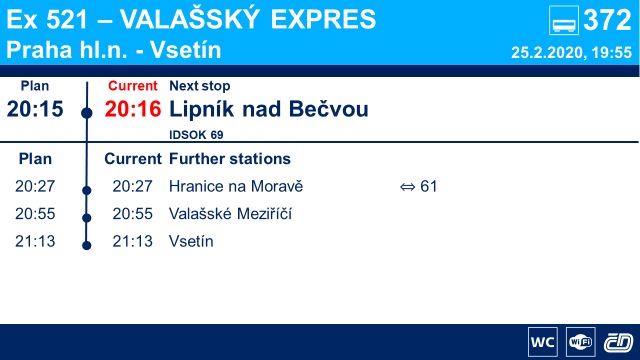 Ex 521 – VALAŠSKÝ EXPRES
372
Praha hl.n. - Vsetín
25.2.2020, 19:55
Plan Current Next stop
20:15 20:16 Lipník nad Bečvou
IDSOK 69
Plan Current Further stations
20:27 20:27 Hranice na Moravě ⇔ 61
20:55 20:55 Valašské Meziříčí
21:13 21:13 Vsetín
WC WiFi ČD